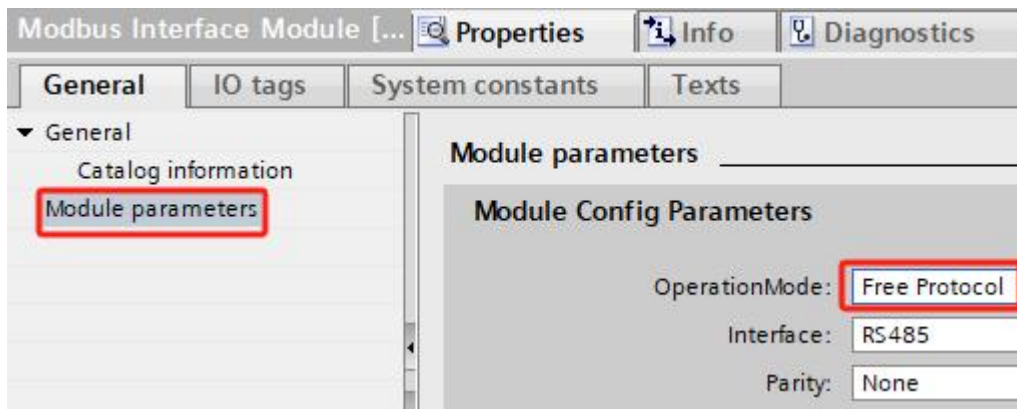 Modbus Interface Module [... Properties Info Diagnostics
General IO tags System constants Texts
General
Catalog information
Module parameters
Module parameters
Module Config Parameters
OperationMode: Free Protocol
Interface: RS485
Parity: None